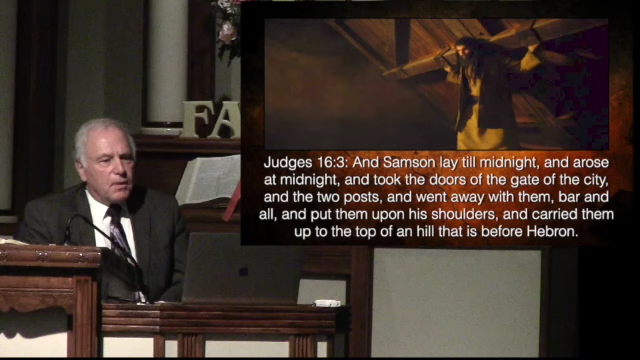 FA
Judges 16:3: And Samson lay till midnight, and arose
at midnight, and took the doors of the gate of the city,
and the two posts, and went away with them, bar and
all, and put them upon his shoulders, and carried them
up to the top of an hill that is before Hebron.